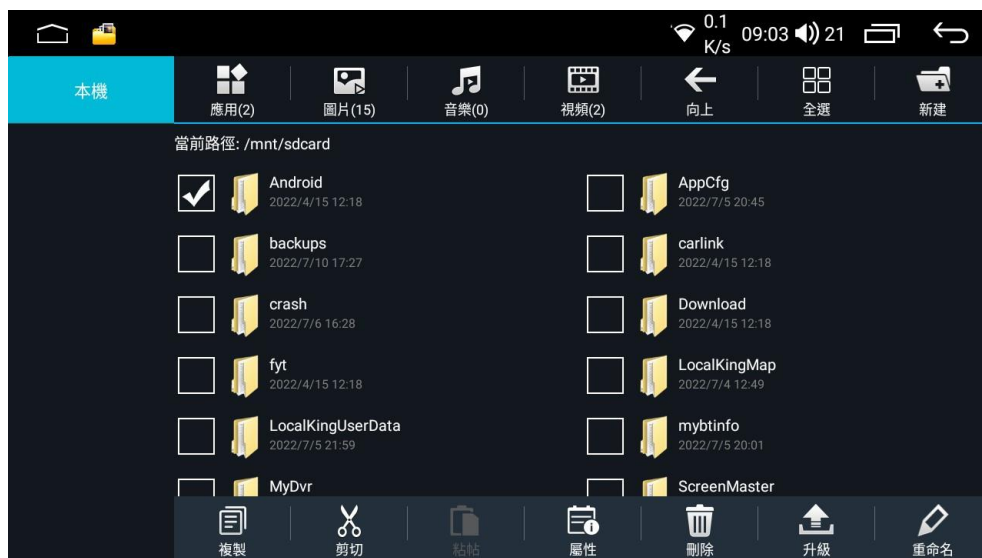 0.1
K/s
09:03
21
本機
應用(2)
圖片(15)
音樂(0)
視頻(2)
向上
全選
新建
當前路徑: /mnt/sdcard
Android
2022/4/15 12:18
AppCfg
2022/7/5 20:45
backups
2022/7/10 17:27
carlink
2022/4/15 12:18
crash
2022/7/6 16:28
Download
2022/4/15 12:18
fyt
2022/4/15 12:18
LocalKingMap
2022/7/4 12:49
LocalKingUserData
2022/7/5 21:59
mybtinfo
2022/7/5 20:01
MyDvr
ScreenMaster
複製
剪切
粘帖
屬性
刪除
升級
重命名